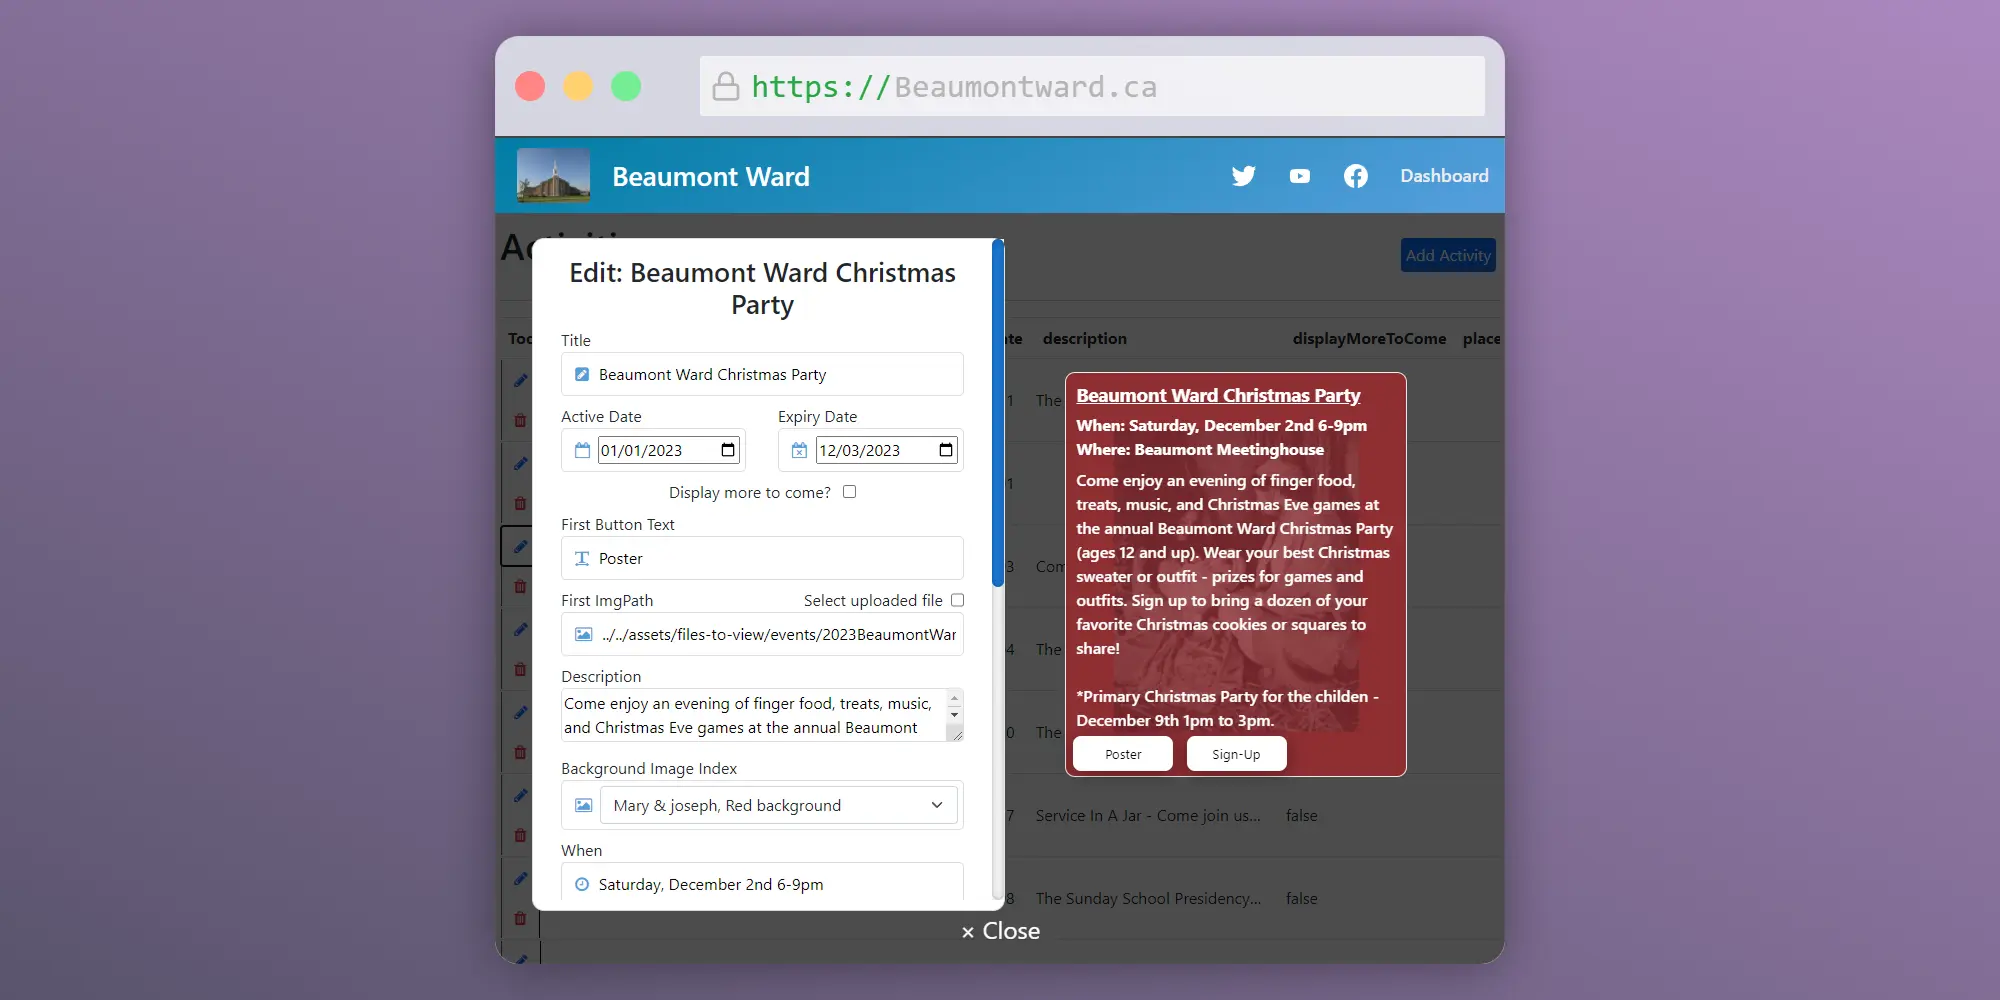 https://Beaumontward.ca
Beaumont Ward
Dashboard
Add Activity
Edit: Beaumont Ward Christmas
Party
Title
Beaumont Ward Christmas Party
Active Date
Expiry Date
01/01/2023
12/03/2023
Display more to come?
First Button Text
Poster
First ImgPath
Select uploaded file
../../assets/files-to-view/events/2023BeaumontWar
Description
Come enjoy an evening of finger food, treats, music,
and Christmas Eve games at the annual Beaumont
Background Image Index
Mary & joseph, Red background
When
Saturday, December 2nd 6-9pm
description
displayMoreToCome
place
The
Com
The
The
Service In A Jar - Come join us...
false
The Sunday School Presidency...
false
Beaumont Ward Christmas Party
When: Saturday, December 2nd 6-9pm
Where: Beaumont Meetinghouse
Come enjoy an evening of finger food,
treats, music, and Christmas Eve games at
the annual Beaumont Ward Christmas Party
(ages 12 and up). Wear your best Christmas
sweater or outfit - prizes for games and
outfits. Sign up to bring a dozen of your
favorite Christmas cookies or squares to
share!
*Primary Christmas Party for the childen -
December 9th 1pm to 3pm.
Poster
Sign-Up
× Close